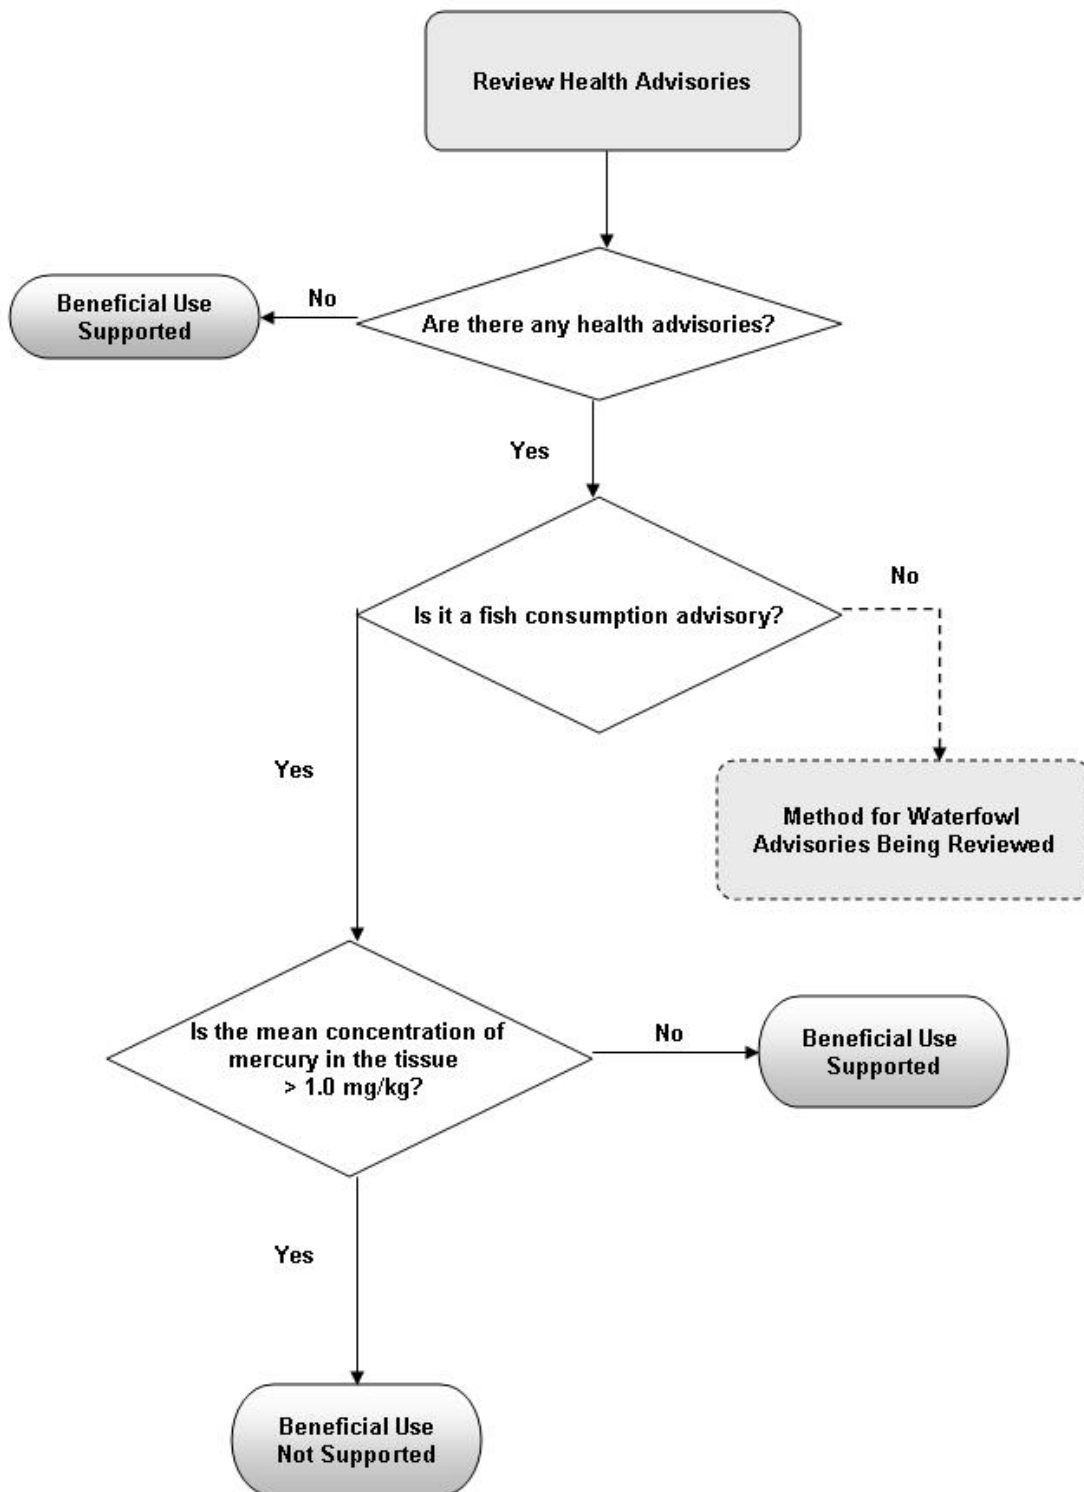 Review Health Advisories
No
Beneficial Use
Supported
Are there any health advisories?
Yes
No
Is it a fish consumption advisory?
Yes
Method for Waterfowl
Advisories Being Reviewed
Is the mean concentration of
mercury in the tissue
> 1.0 mg/kg?
No
Beneficial Use
Supported
Yes
Beneficial Use
Not Supported